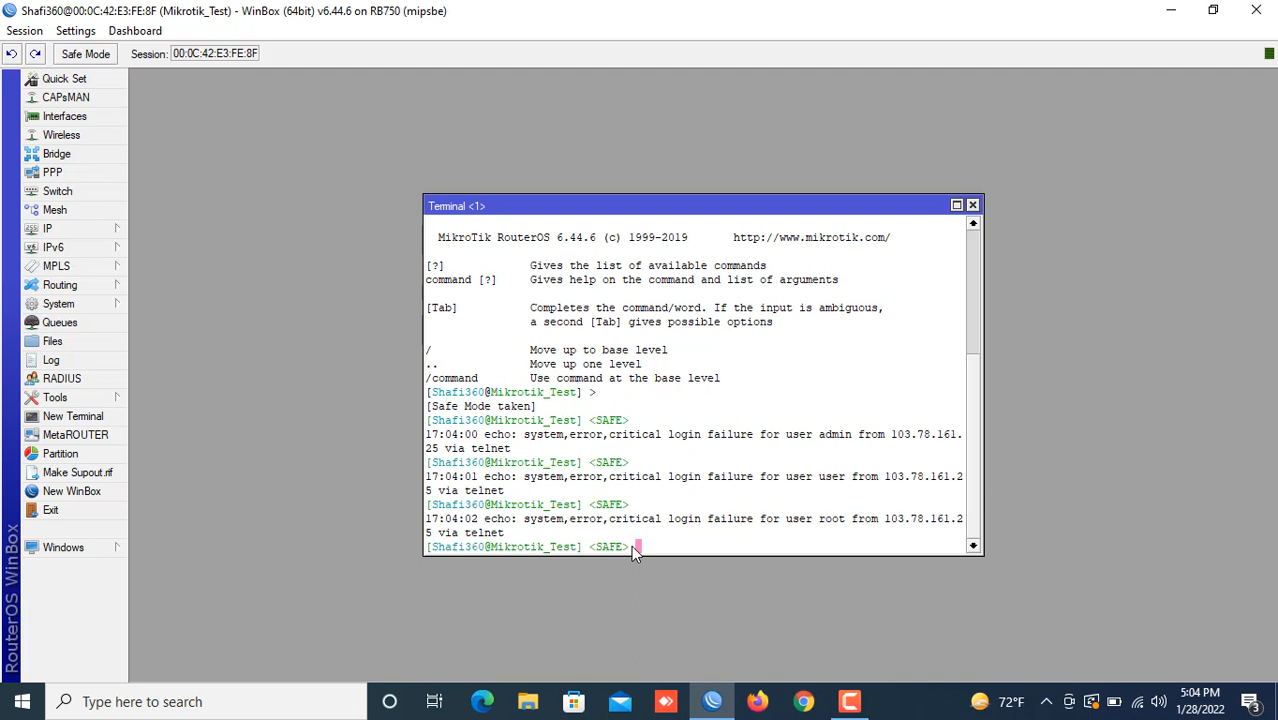 Shafi360@00:0C:42:E3:FE:8F (Mikrotik_Test) - WinBox (64bit) v6.44.6 on RB750 (mipsbe)
Session Settings Dashboard
Safe Mode Session: 00:0C:42:E3:FE:8F
Quick Set
CAPsMAN
Interfaces
Wireless
Bridge
PPP
Switch
Mesh
IP
IPv6
MPLS
Routing
System
Queues
Files
Log
RADIUS
Tools
New Terminal
MetaROUTER
Partition
Make Supout.rif
New WinBox
Exit
Windows
RouterOS WinBox
Terminal <1>
MikroTik RouterOS 6.44.6 (c) 1999-2019 http://www.mikrotik.com/
[?] Gives the list of available commands
command [?] Gives help on the command and list of arguments
[Tab] Completes the command/word. If the input is ambiguous,
a second [Tab] gives possible options
/ Move up to base level
.. Move up one level
/command Use command at the base level
[Shafi360@Mikrotik_Test] >
[Safe Mode taken]
[Shafi360@Mikrotik_Test] <SAFE>
17:04:00 echo: system,error,critical login failure for user admin from 103.78.161.
25 via telnet
[Shafi360@Mikrotik_Test] <SAFE>
17:04:01 echo: system,error,critical login failure for user user from 103.78.161.2
5 via telnet
[Shafi360@Mikrotik_Test] <SAFE>
17:04:02 echo: system,error,critical login failure for user root from 103.78.161.2
5 via telnet
[Shafi360@Mikrotik_Test] <SAFE>
Type here to search
72°F
5:04 PM
1/28/2022
3